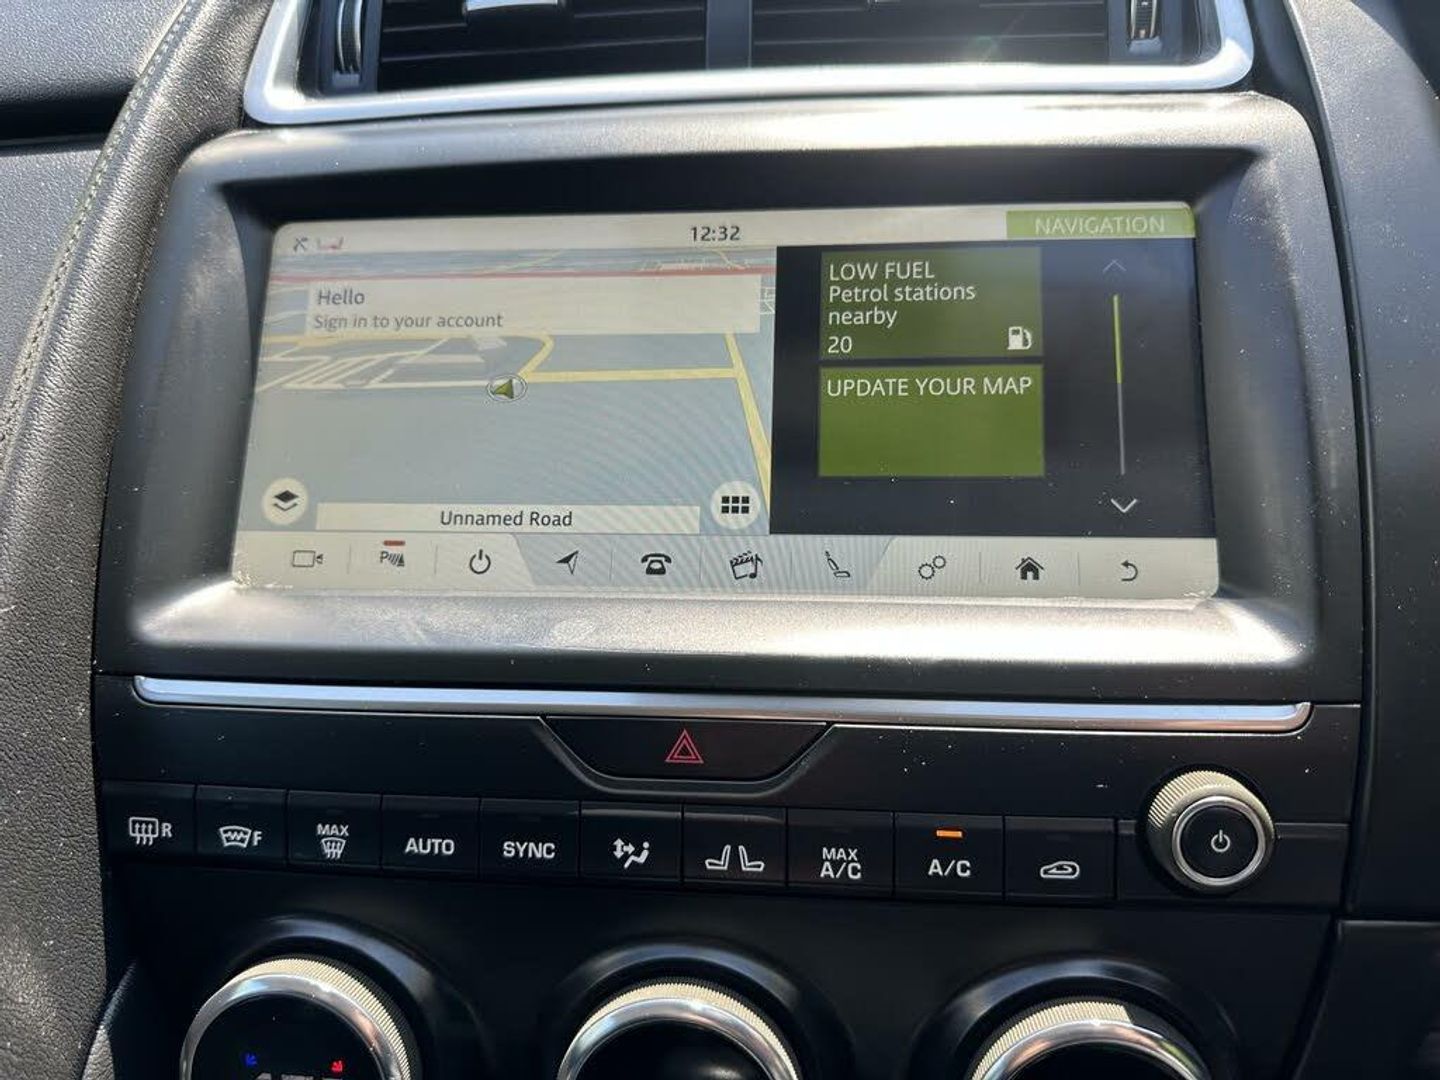 12:32
NAVIGATION
Hello
Sign in to your account
LOW FUEL
Petrol stations
nearby
20
UPDATE YOUR MAP
Unnamed Road
P
R
F
MAX
AUTO
SYNC
MAX
A/C
A/C